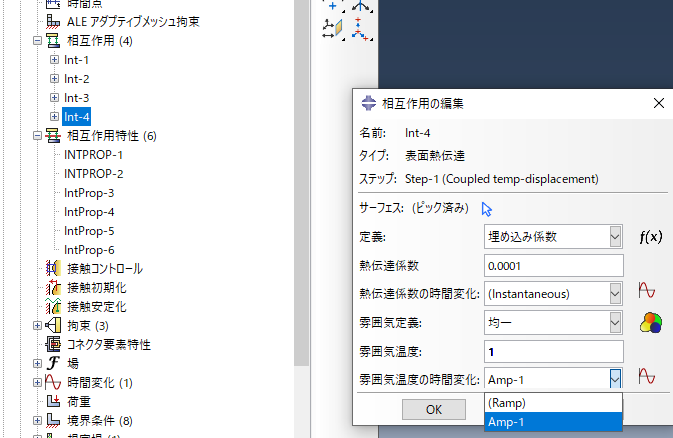 時間点
ALE アダプティブメッシュ拘束
相互作用 (4)
Int-1
Int-2
Int-3
Int-4
相互作用特性 (6)
INTPROP-1
INTPROP-2
IntProp-3
IntProp-4
IntProp-5
IntProp-6
接触コントロール
接触初期化
接触安定化
拘束 (3)
コネクタ要素特性
場
時間変化 (1)
荷重
境界条件 (8)
相互作用の編集
名前: Int-4
タイプ: 表面熱伝達
ステップ: Step-1 (Coupled temp-displacement)
サーフェス: (ピック済み)
定義: 埋め込み係数 f(x)
熱伝達係数 0.0001
熱伝達係数の時間変化: (Instantaneous)
雰囲気定義: 均一
雰囲気温度: 1
雰囲気温度の時間変化: Amp-1
(Ramp)
Amp-1
OK